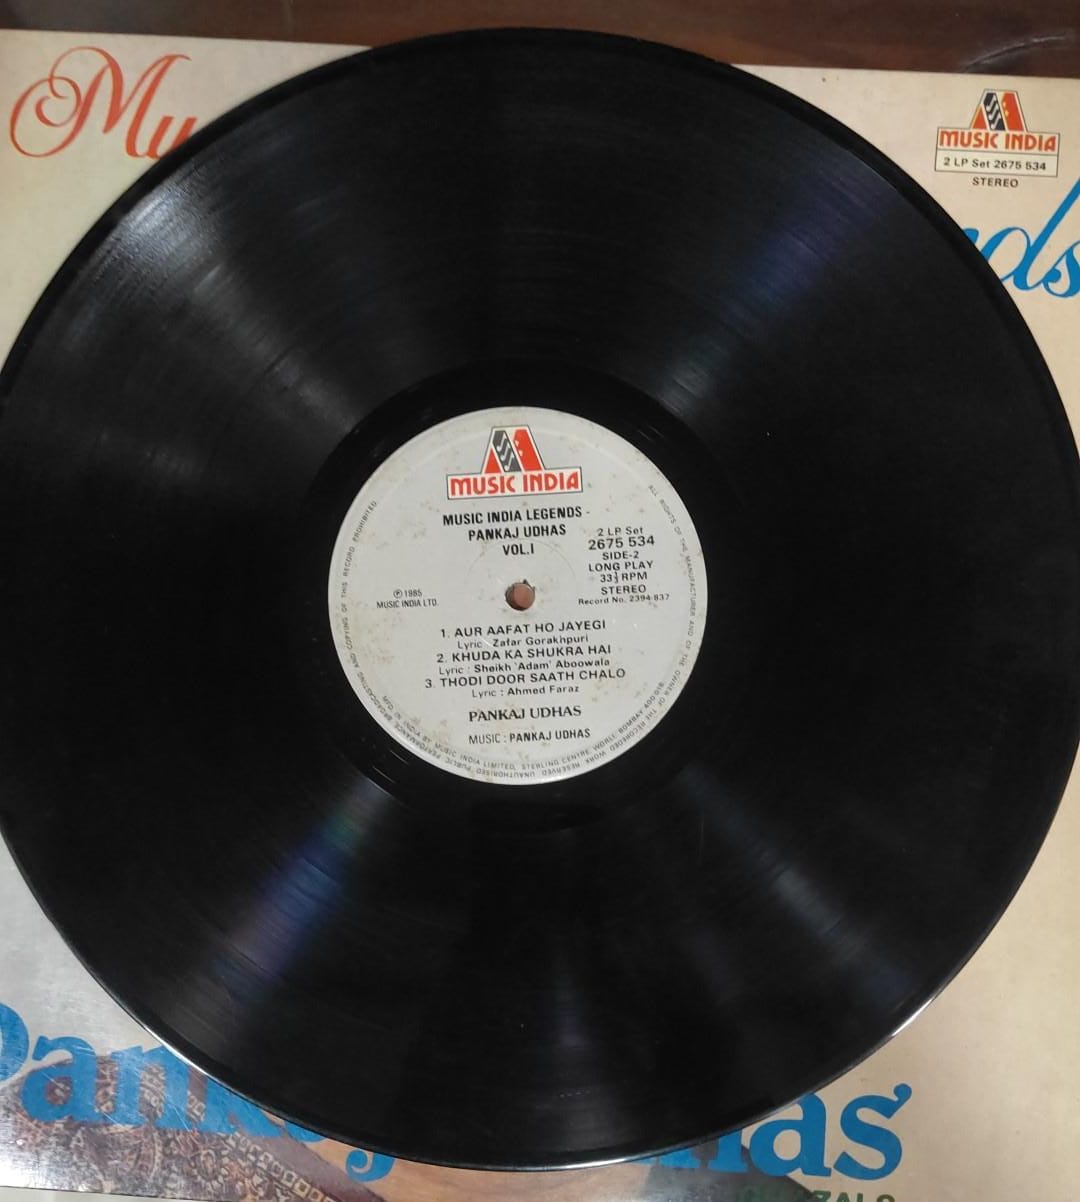 Mu
MUSIC INDIA
2 LP Set 2675 534
STEREO
nds
MUSIC INDIA
MUSIC INDIA LEGENDS -
PANKAJ UDHAS
VOL.I
2 LP Set
2675 534
SIDE-2
LONG PLAY
33⅓ RPM
STEREO
Record No. 2394 837
℗ 1985
MUSIC INDIA LTD.
1. AUR AAFAT HO JAYEGI
Lyric : Zafar Gorakhpuri
2. KHUDA KA SHUKRA HAI
Lyric : Sheikh 'Adam' Aboowala
3. THODI DOOR SAATH CHALO
Lyric : Ahmed Faraz
PANKAJ UDHAS
MUSIC : PANKAJ UDHAS
ALL RIGHTS OF THE MANUFACTURER AND OF THE OWNER OF THE RECORDED WORK RESERVED. UNAUTHORISED PUBLIC PERFORMANCE, BROADCASTING AND COPYING OF THIS RECORD PROHIBITED.
MUSIC INDIA LIMITED, STERLING CENTRE, WORLI, BOMBAY 400 018
Pankaj Udhas